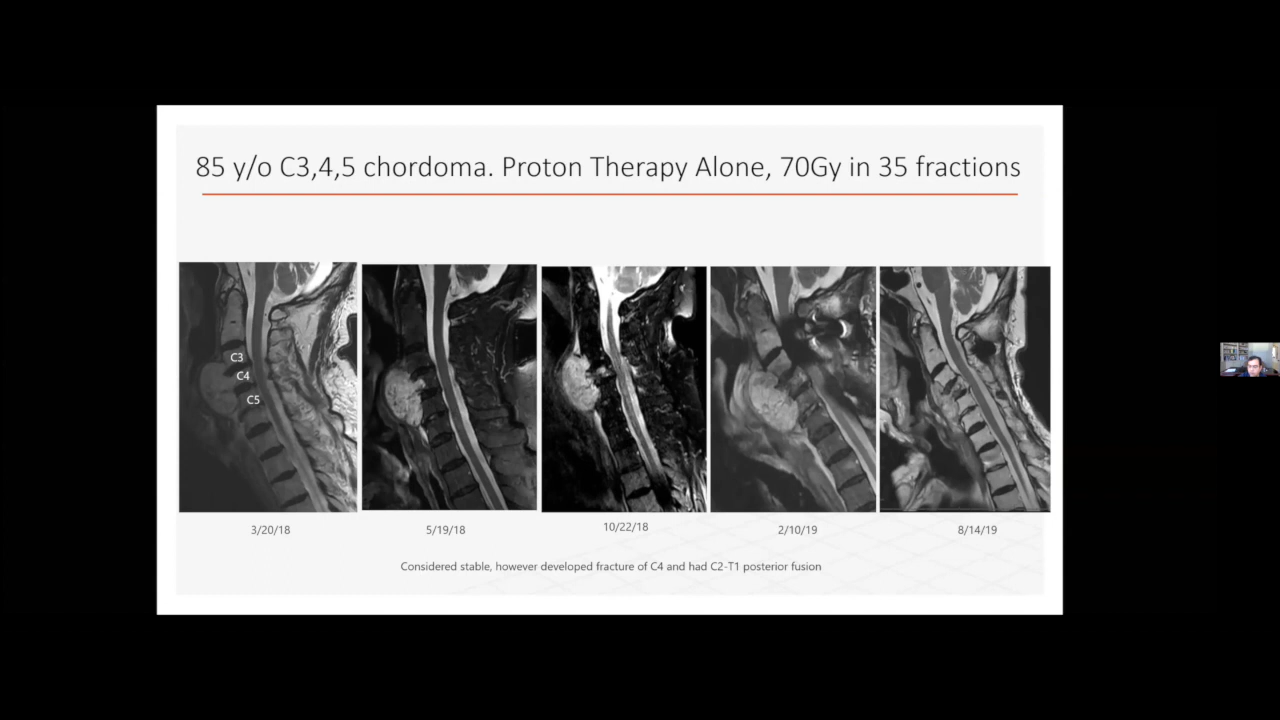 85 y/o C3,4,5 chordoma. Proton Therapy Alone, 70Gy in 35 fractions
C3
C4
C5
3/20/18
5/19/18
10/22/18
2/10/19
8/14/19
Considered stable, however developed fracture of C4 and had C2-T1 posterior fusion